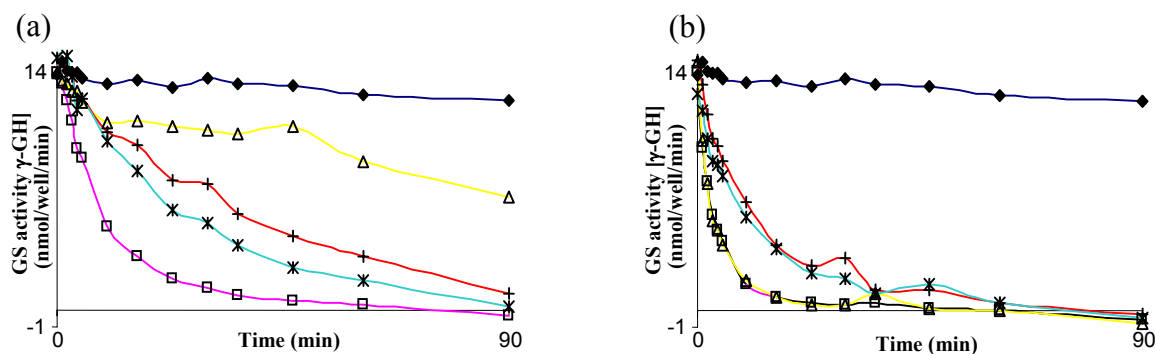 (a)
14
GS activity γ-GH]
(nmol/well/min)
-1
0
Time (min)
90
(b)
14
GS activity [γ-GH]
(nmol/well/min)
-1
0
Time (min)
90